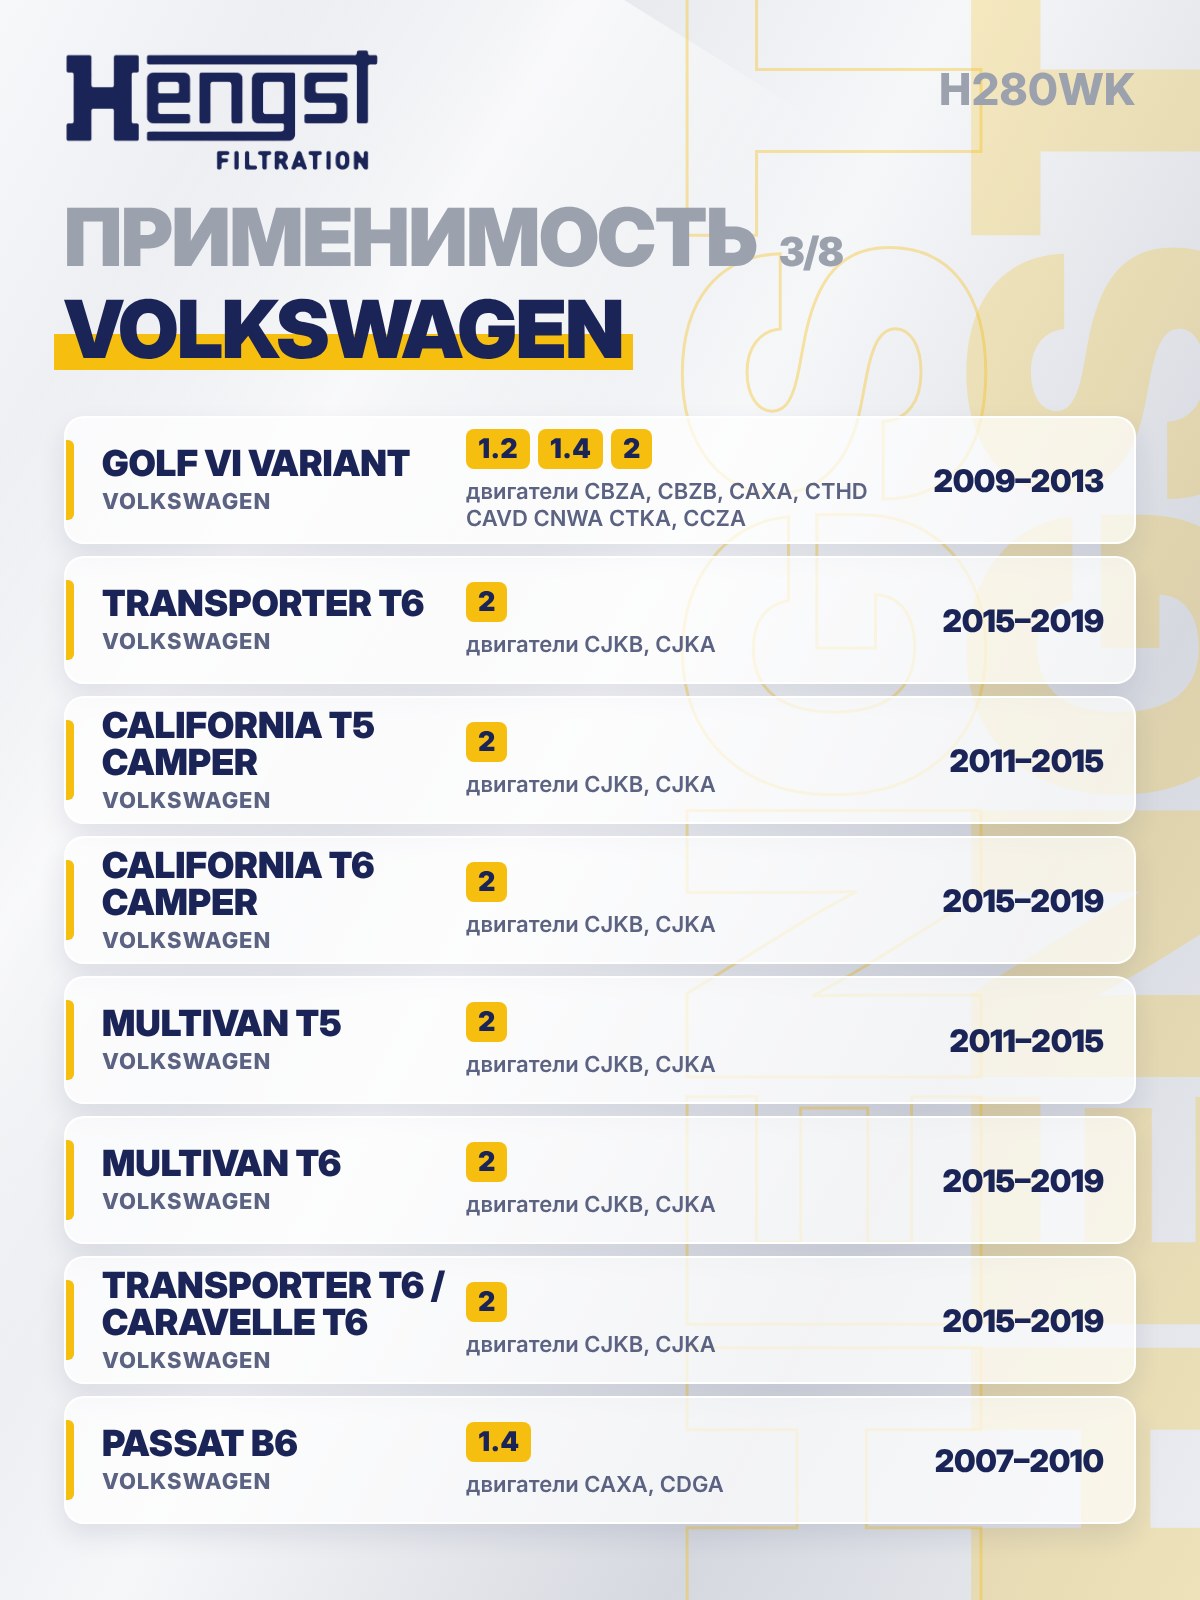 Hengst
FILTRATION
H280WK
ПРИМЕНИМОСТЬ 3/8
VOLKSWAGEN
GOLF VI VARIANT
VOLKSWAGEN
1.2 1.4 2
двигатели CBZA, CBZB, CAXA, CTHD
CAVD CNWA CTKA, CCZA
2009–2013
TRANSPORTER T6
VOLKSWAGEN
2
двигатели CJKB, CJKA
2015–2019
CALIFORNIA T5
CAMPER
VOLKSWAGEN
2
двигатели CJKB, CJKA
2011–2015
CALIFORNIA T6
CAMPER
VOLKSWAGEN
2
двигатели CJKB, CJKA
2015–2019
MULTIVAN T5
VOLKSWAGEN
2
двигатели CJKB, CJKA
2011–2015
MULTIVAN T6
VOLKSWAGEN
2
двигатели CJKB, CJKA
2015–2019
TRANSPORTER T6 /
CARAVELLE T6
VOLKSWAGEN
2
двигатели CJKB, CJKA
2015–2019
PASSAT B6
VOLKSWAGEN
1.4
двигатели CAXA, CDGA
2007–2010
HENGST
HENGST